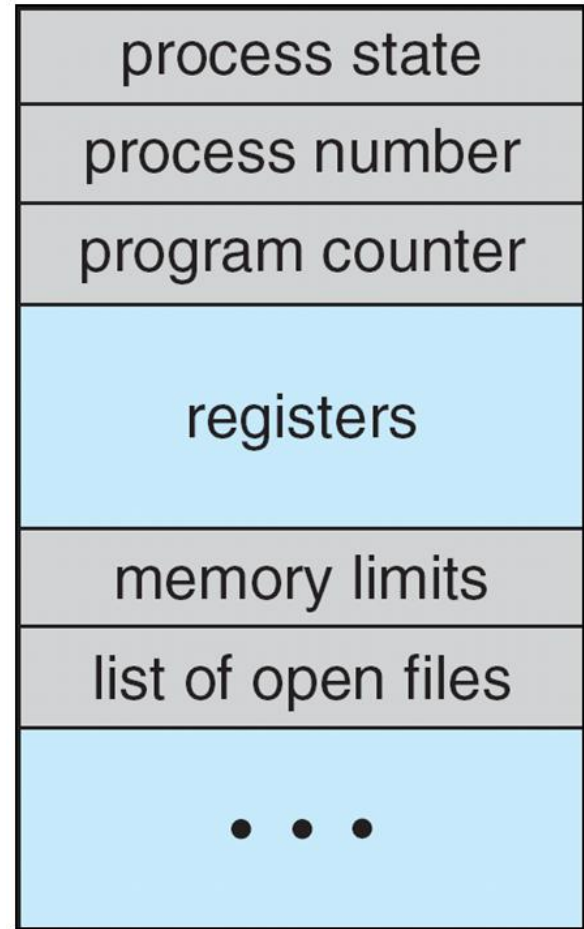 process state
process number
program counter
registers
memory limits
list of open files
• • •